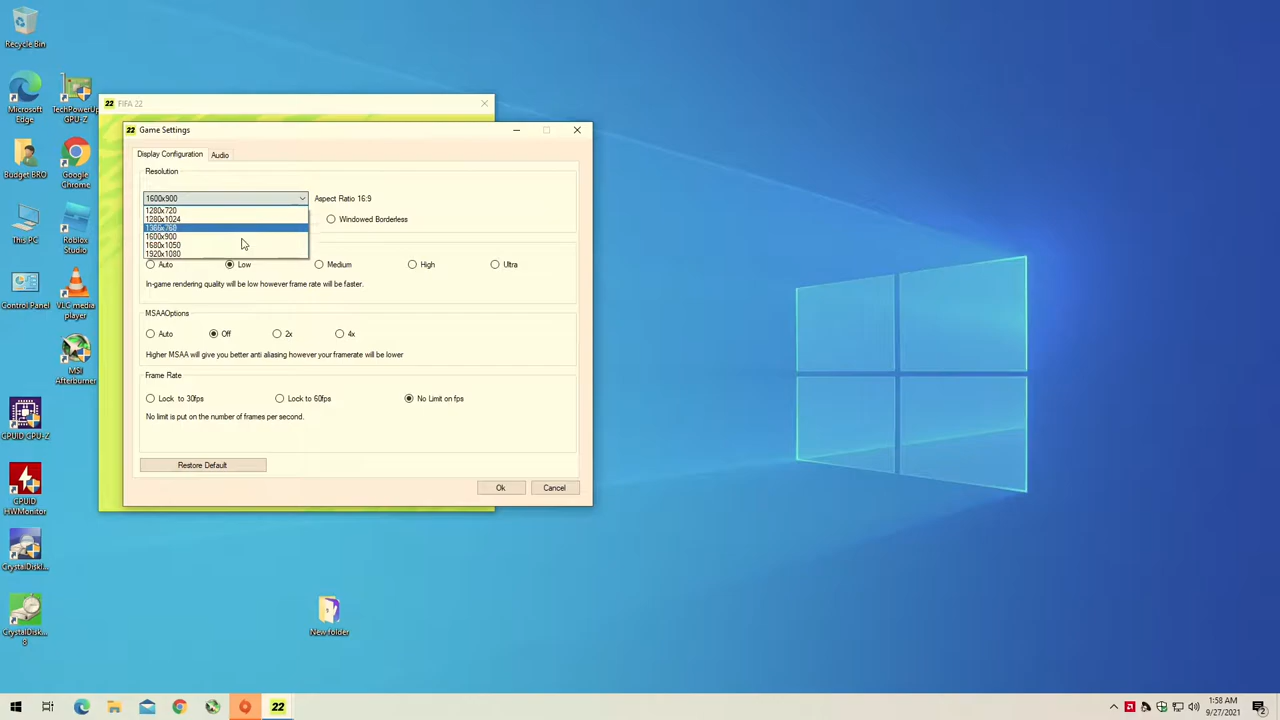 Recycle Bin
Microsoft
Edge
TechPowerUp
GPU-Z
Budget BRO
Google
Chrome
This PC
Roblox
Studio
Control Panel
VLC media
player
MSI
Afterburner
CPUID CPU-Z
CPUID
HWMonitor
CrystalDiskI...
CrystalDisk...
8
New folder
22 FIFA 22
22 Game Settings
Display Configuration Audio
Resolution
1600x900 Aspect Ratio 16:9
1280x720
1280x1024
Windowed Borderless
1366x768
1600x900
1680x1050
1920x1080
Auto Low Medium High Ultra
In-game rendering quality will be low however frame rate will be faster.
MSAAOptions
Auto Off 2x 4x
Higher MSAA will give you better anti aliasing however your framerate will be lower
Frame Rate
Lock to 30fps Lock to 60fps No Limit on fps
No limit is put on the number of frames per second.
Restore Default
Ok Cancel
22
1:58 AM
9/27/2021
2